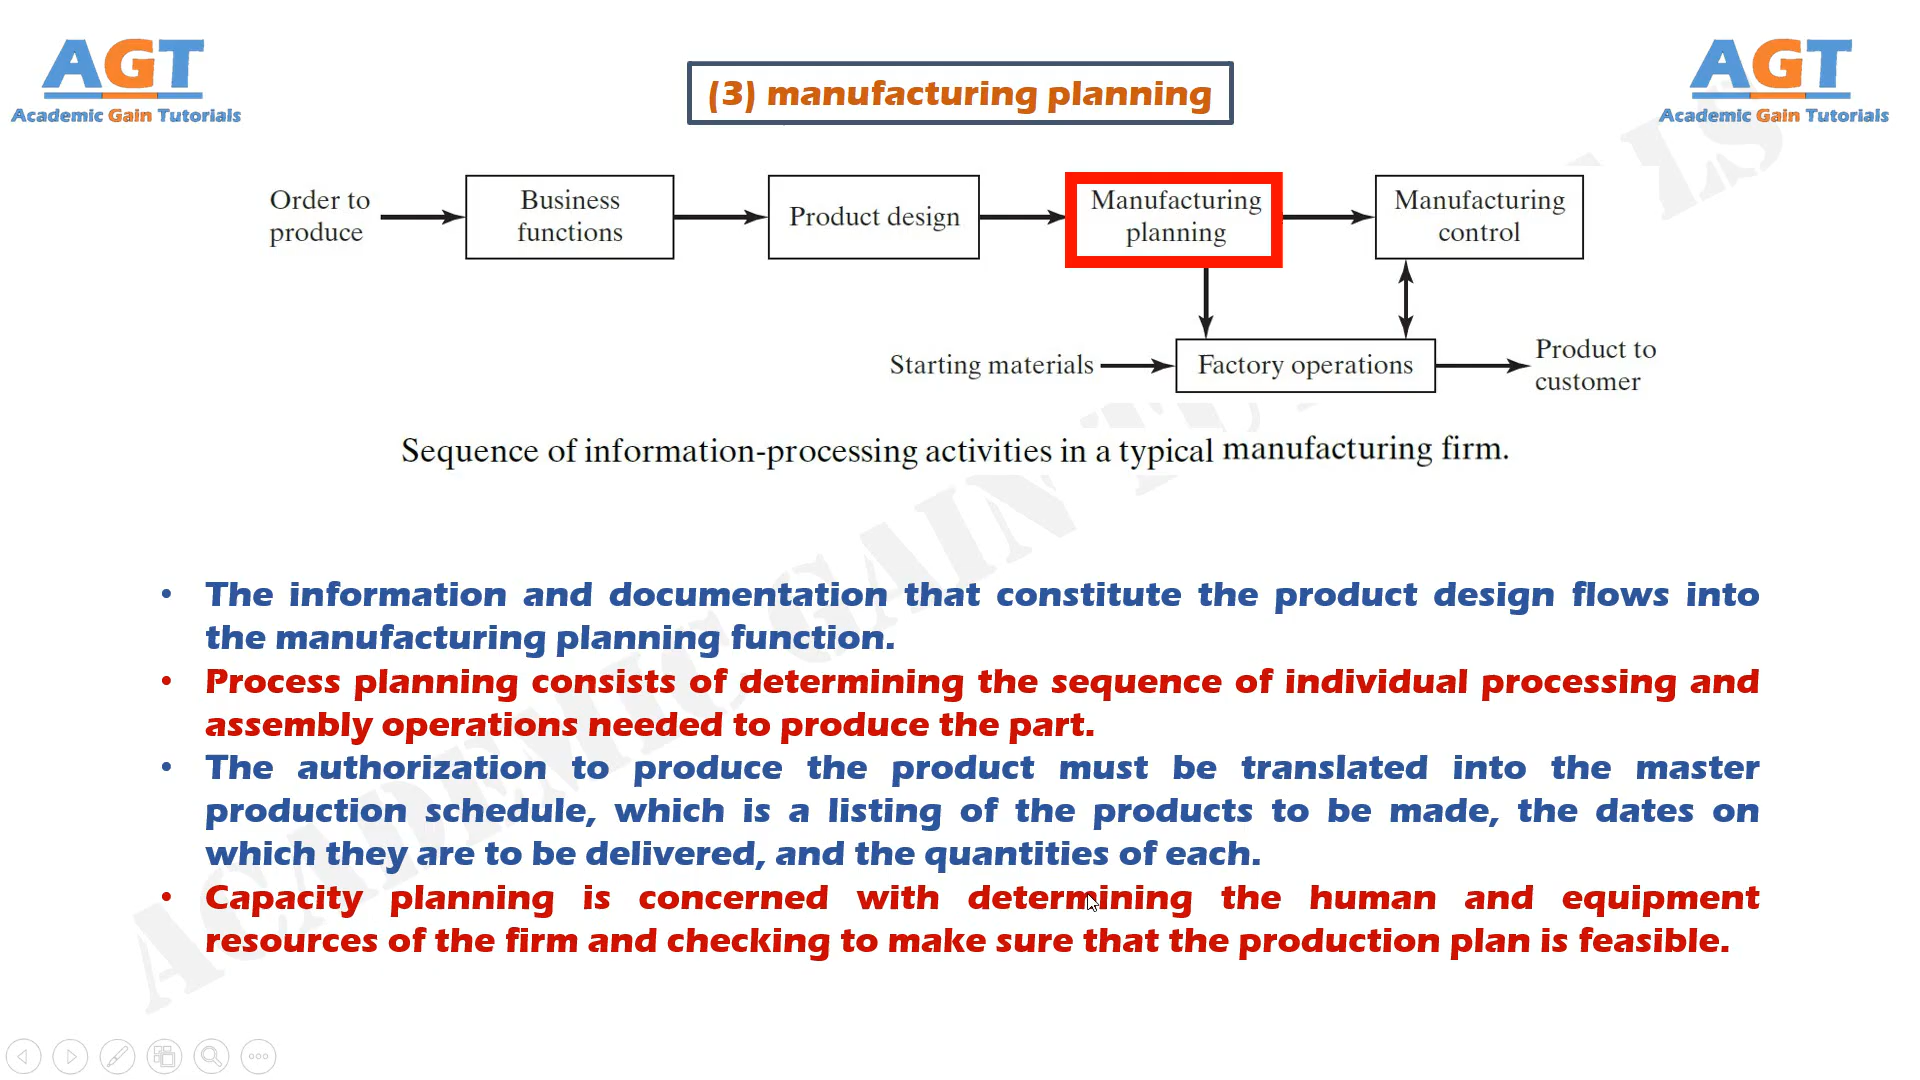 AGT
Academic Gain Tutorials
AGT
Academic Gain Tutorials
(3) manufacturing planning
Order to
produce
Business
functions
Product design
Manufacturing
planning
Manufacturing
control
Starting materials
Factory operations
Product to
customer
Sequence of information-processing activities in a typical manufacturing firm.
• The information and documentation that constitute the product design flows into
the manufacturing planning function.
• Process planning consists of determining the sequence of individual processing and
assembly operations needed to produce the part.
• The authorization to produce the product must be translated into the master
production schedule, which is a listing of the products to be made, the dates on
which they are to be delivered, and the quantities of each.
• Capacity planning is concerned with determining the human and equipment
resources of the firm and checking to make sure that the production plan is feasible.